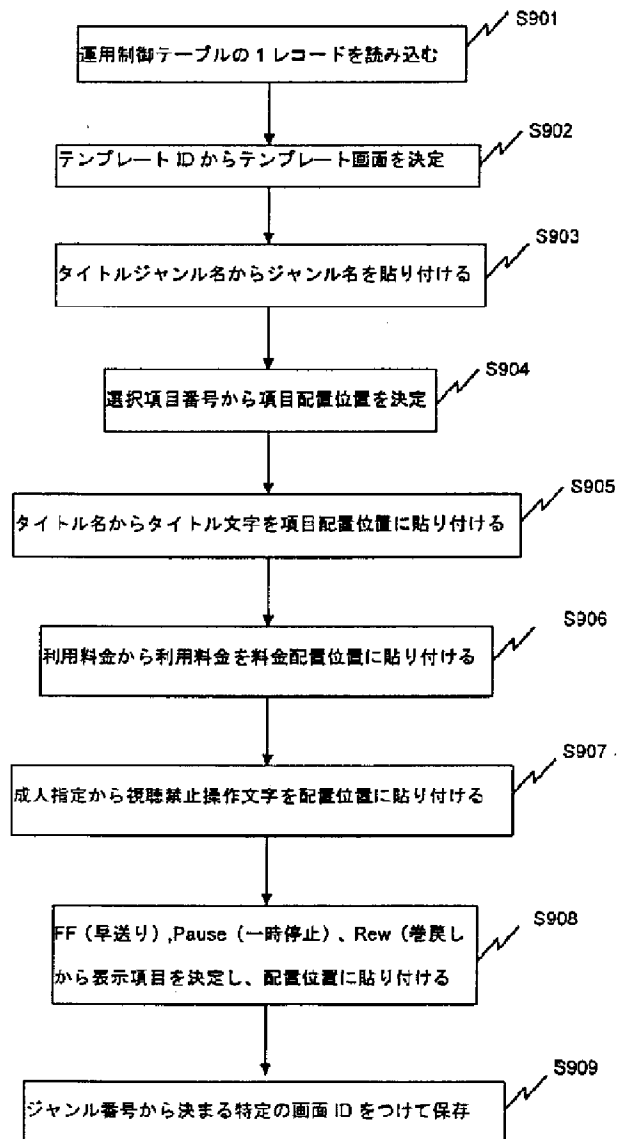 S901
運用制御テーブルの1レコードを読み込む
S902
テンプレートIDからテンプレート画面を決定
S903
タイトルジャンル名からジャンル名を貼り付ける
S904
選択項目番号から項目配置位置を決定
S905
タイトル名からタイトル文字を項目配置位置に貼り付ける
S906
利用料金から利用料金を料金配置位置に貼り付ける
S907
成人指定から視聴禁止操作文字を配置位置に貼り付ける
S908
FF(早送り),Pause(一時停止)、Rew(巻戻し
から表示項目を決定し、配置位置に貼り付ける
S909
ジャンル番号から決まる特定の画面IDをつけて保存